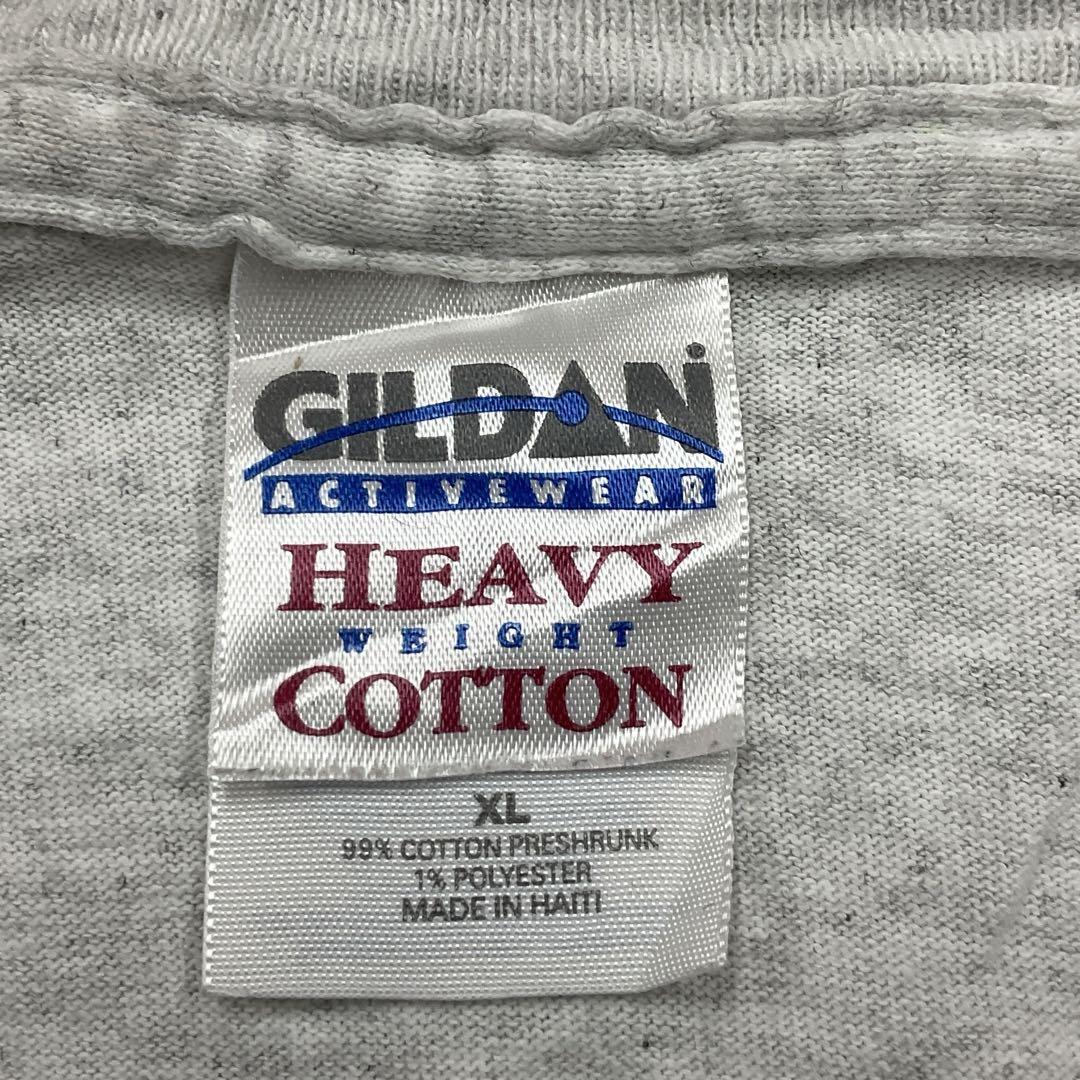 GILDAN
ACTIVEWEAR
HEAVY
WEIGHT
COTTON
XL
99% COTTON PRESHRUNK
1% POLYESTER
MADE IN HAITI